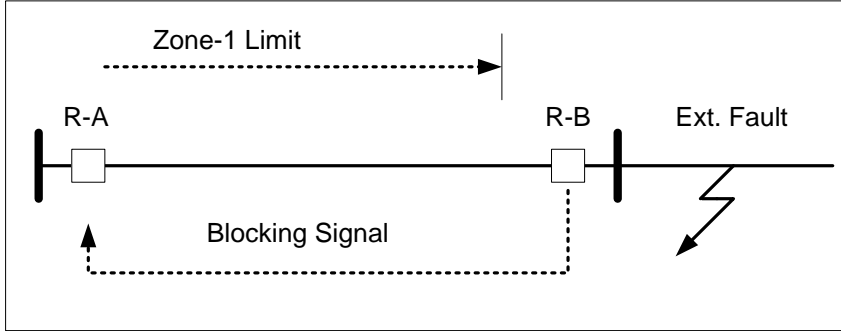 Zone-1 Limit
R-A
R-B
Ext. Fault
Blocking Signal